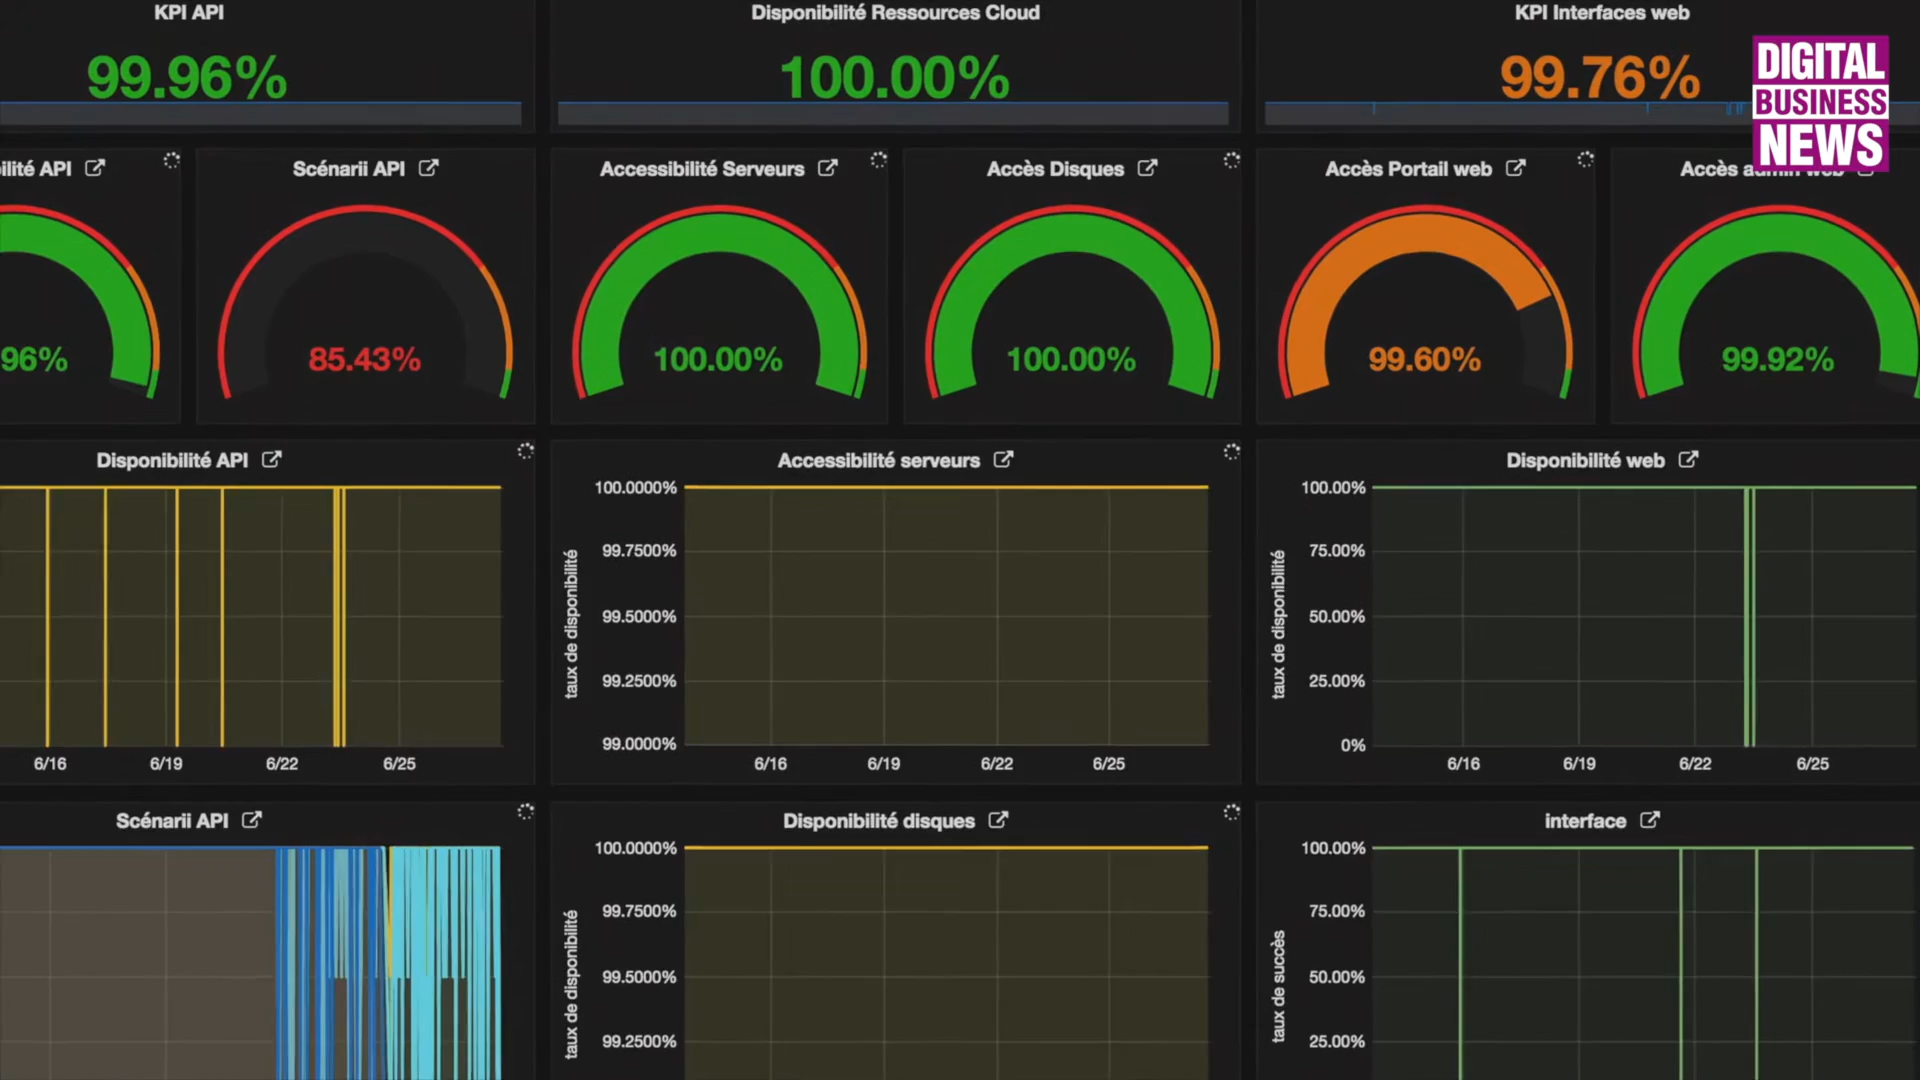 KPI API
Disponibilité Ressources Cloud
KPI Interfaces web
99.96%
100.00%
99.76%
DIGITAL
BUSINESS
NEWS
ilité API
Scénarii API
Accessibilité Serveurs
Accès Disques
Accès Portail web
Accès admin web
96%
85.43%
100.00%
100.00%
99.60%
99.92%
Disponibilité API
6/16
6/19
6/22
6/25
Accessibilité serveurs
taux de disponibilité
100.0000%
99.7500%
99.5000%
99.2500%
99.0000%
6/16
6/19
6/22
6/25
Disponibilité web
taux de disponibilité
100.00%
75.00%
50.00%
25.00%
0%
6/16
6/19
6/22
6/25
Scénarii API
Disponibilité disques
taux de disponibilité
100.0000%
99.7500%
99.5000%
99.2500%
interface
taux de succès
100.00%
75.00%
50.00%
25.00%